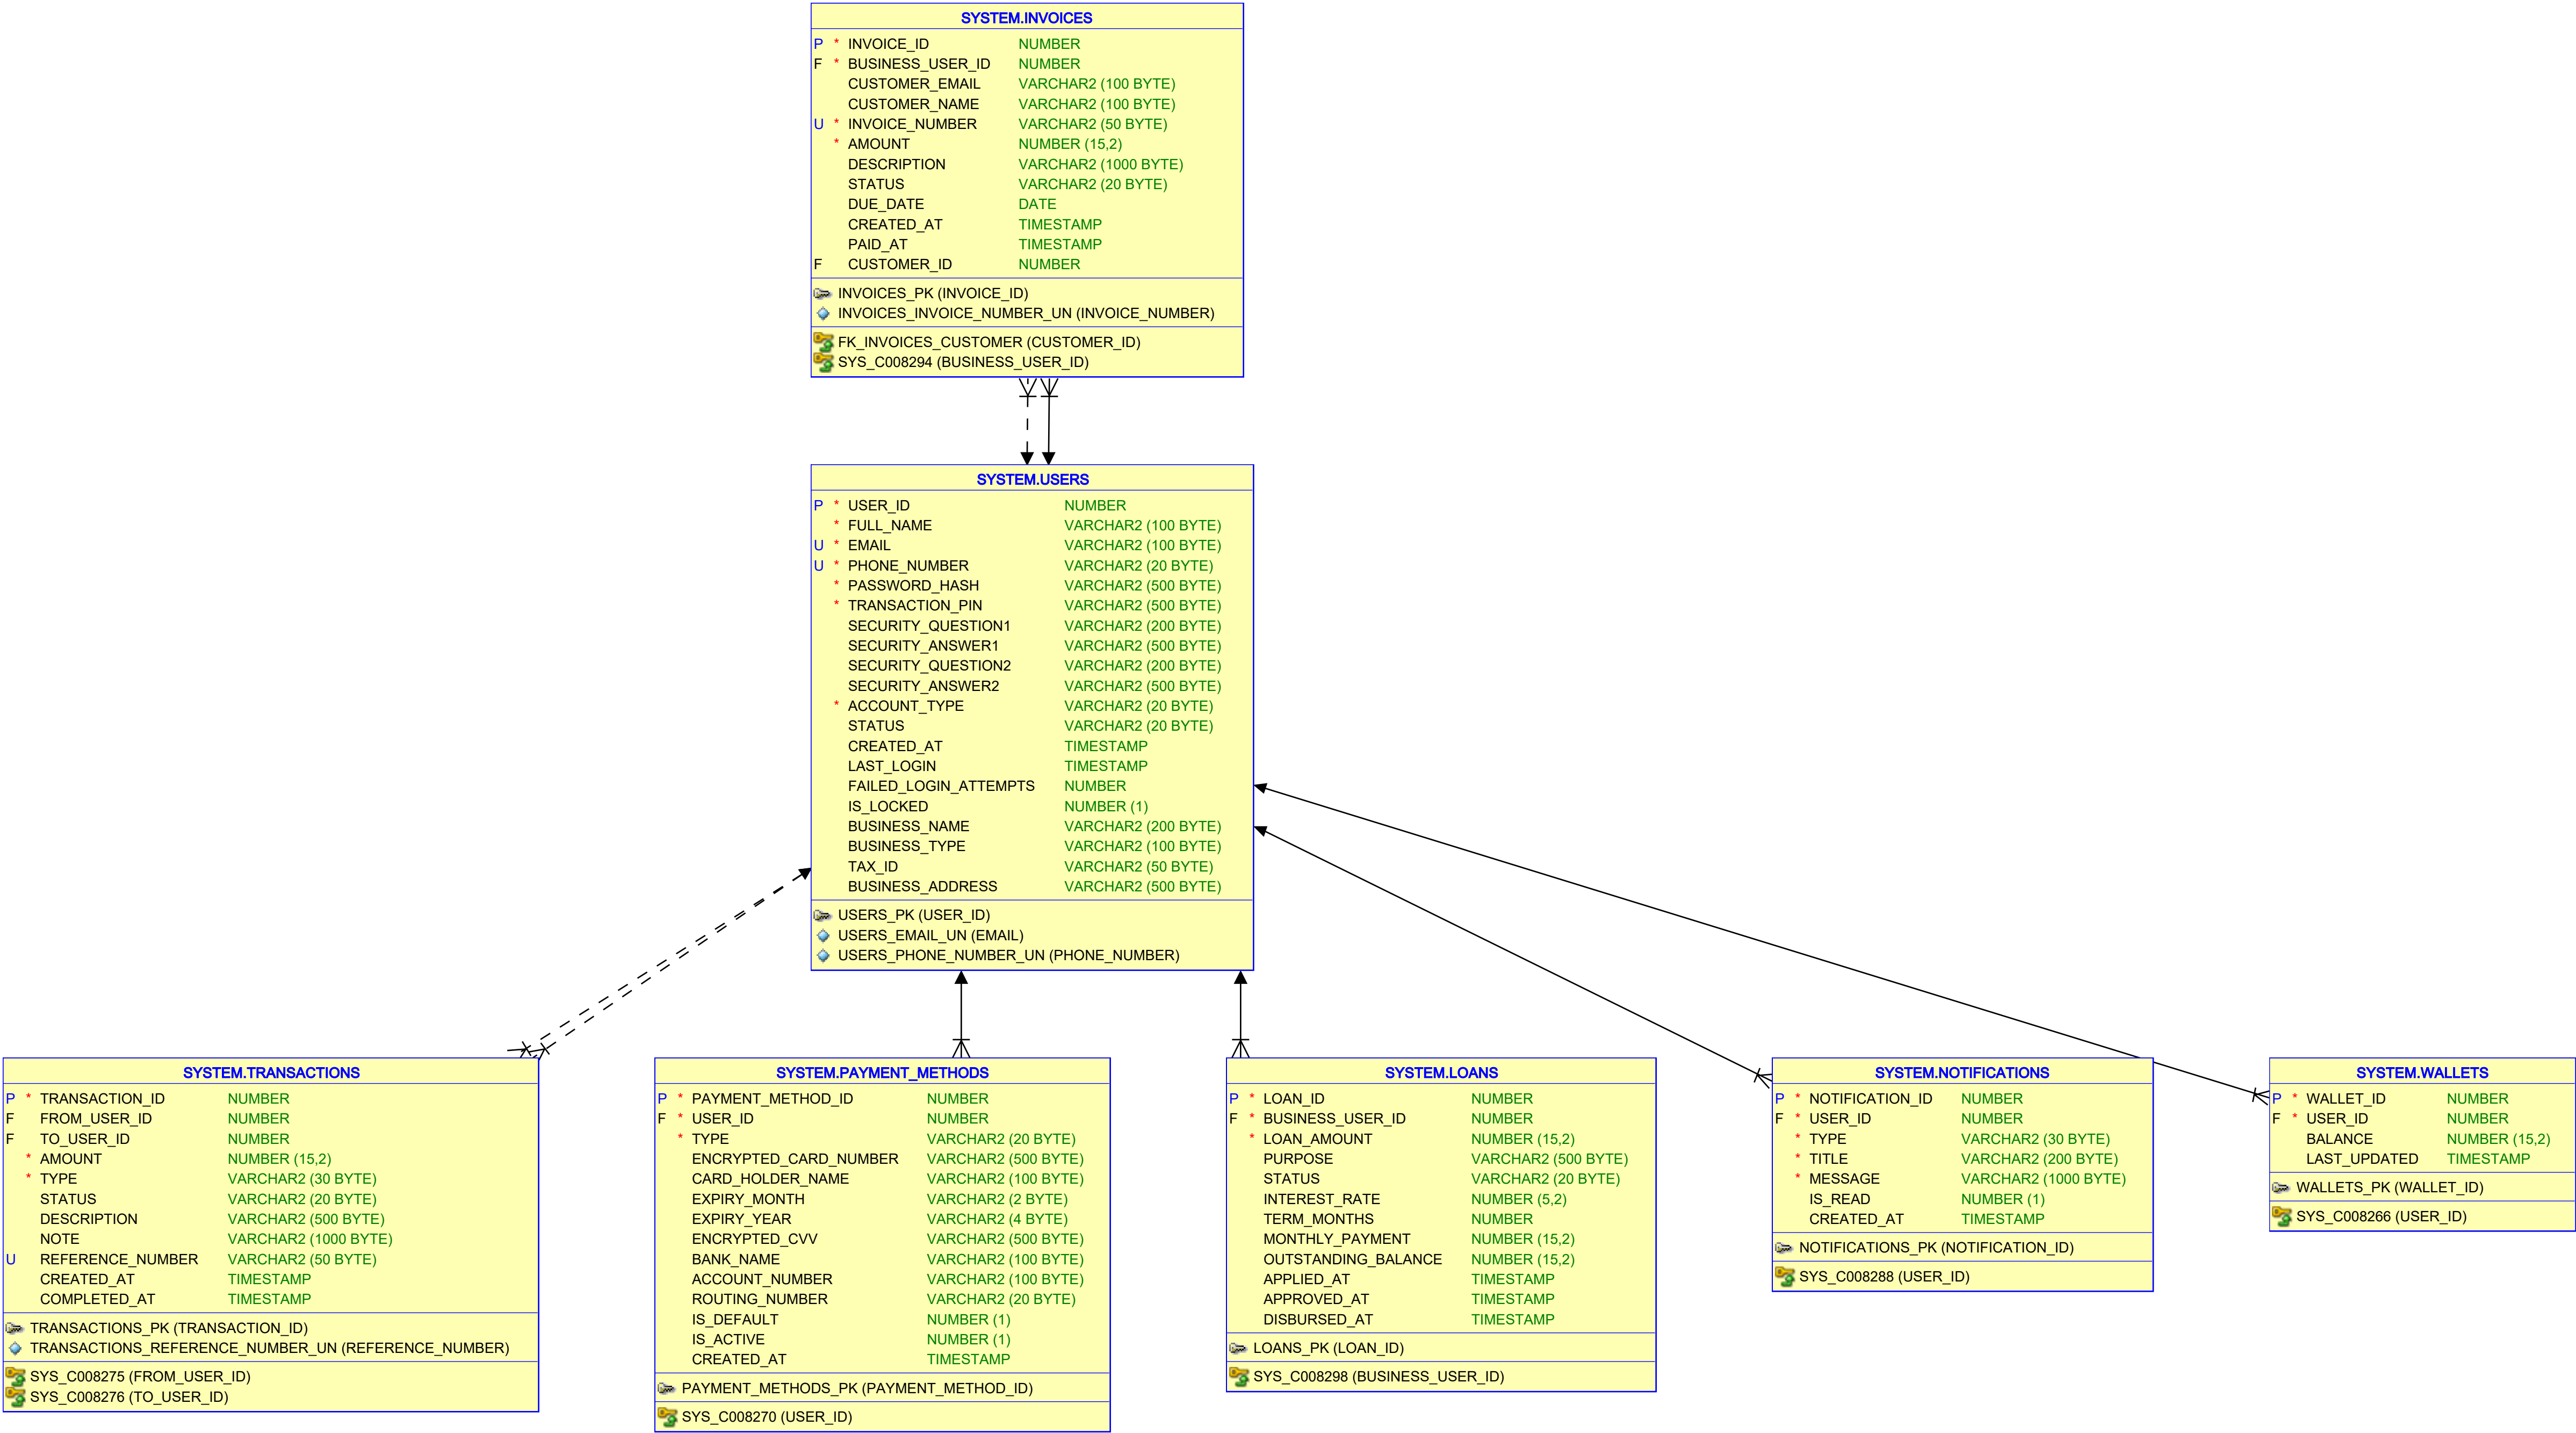 SYSTEM.INVOICES
P * INVOICE_ID NUMBER
F * BUSINESS_USER_ID NUMBER
CUSTOMER_EMAIL VARCHAR2 (100 BYTE)
CUSTOMER_NAME VARCHAR2 (100 BYTE)
U * INVOICE_NUMBER VARCHAR2 (50 BYTE)
* AMOUNT NUMBER (15,2)
DESCRIPTION VARCHAR2 (1000 BYTE)
STATUS VARCHAR2 (20 BYTE)
DUE_DATE DATE
CREATED_AT TIMESTAMP
PAID_AT TIMESTAMP
F CUSTOMER_ID NUMBER
INVOICES_PK (INVOICE_ID)
INVOICES_INVOICE_NUMBER_UN (INVOICE_NUMBER)
FK_INVOICES_CUSTOMER (CUSTOMER_ID)
SYS_C008294 (BUSINESS_USER_ID)
SYSTEM.USERS
P * USER_ID NUMBER
* FULL_NAME VARCHAR2 (100 BYTE)
U * EMAIL VARCHAR2 (100 BYTE)
U * PHONE_NUMBER VARCHAR2 (20 BYTE)
* PASSWORD_HASH VARCHAR2 (500 BYTE)
* TRANSACTION_PIN VARCHAR2 (500 BYTE)
SECURITY_QUESTION1 VARCHAR2 (200 BYTE)
SECURITY_ANSWER1 VARCHAR2 (500 BYTE)
SECURITY_QUESTION2 VARCHAR2 (200 BYTE)
SECURITY_ANSWER2 VARCHAR2 (500 BYTE)
* ACCOUNT_TYPE VARCHAR2 (20 BYTE)
STATUS VARCHAR2 (20 BYTE)
CREATED_AT TIMESTAMP
LAST_LOGIN TIMESTAMP
FAILED_LOGIN_ATTEMPTS NUMBER
IS_LOCKED NUMBER (1)
BUSINESS_NAME VARCHAR2 (200 BYTE)
BUSINESS_TYPE VARCHAR2 (100 BYTE)
TAX_ID VARCHAR2 (50 BYTE)
BUSINESS_ADDRESS VARCHAR2 (500 BYTE)
USERS_PK (USER_ID)
USERS_EMAIL_UN (EMAIL)
USERS_PHONE_NUMBER_UN (PHONE_NUMBER)
SYSTEM.TRANSACTIONS
P * TRANSACTION_ID NUMBER
F FROM_USER_ID NUMBER
F TO_USER_ID NUMBER
* AMOUNT NUMBER (15,2)
* TYPE VARCHAR2 (30 BYTE)
STATUS VARCHAR2 (20 BYTE)
DESCRIPTION VARCHAR2 (500 BYTE)
NOTE VARCHAR2 (1000 BYTE)
U REFERENCE_NUMBER VARCHAR2 (50 BYTE)
CREATED_AT TIMESTAMP
COMPLETED_AT TIMESTAMP
TRANSACTIONS_PK (TRANSACTION_ID)
TRANSACTIONS_REFERENCE_NUMBER_UN (REFERENCE_NUMBER)
SYS_C008275 (FROM_USER_ID)
SYS_C008276 (TO_USER_ID)
SYSTEM.PAYMENT_METHODS
P * PAYMENT_METHOD_ID NUMBER
F * USER_ID NUMBER
* TYPE VARCHAR2 (20 BYTE)
ENCRYPTED_CARD_NUMBER VARCHAR2 (500 BYTE)
CARD_HOLDER_NAME VARCHAR2 (100 BYTE)
EXPIRY_MONTH VARCHAR2 (2 BYTE)
EXPIRY_YEAR VARCHAR2 (4 BYTE)
ENCRYPTED_CVV VARCHAR2 (500 BYTE)
BANK_NAME VARCHAR2 (100 BYTE)
ACCOUNT_NUMBER VARCHAR2 (100 BYTE)
ROUTING_NUMBER VARCHAR2 (20 BYTE)
IS_DEFAULT NUMBER (1)
IS_ACTIVE NUMBER (1)
CREATED_AT TIMESTAMP
PAYMENT_METHODS_PK (PAYMENT_METHOD_ID)
SYS_C008270 (USER_ID)
SYSTEM.LOANS
P * LOAN_ID NUMBER
F * BUSINESS_USER_ID NUMBER
* LOAN_AMOUNT NUMBER (15,2)
PURPOSE VARCHAR2 (500 BYTE)
STATUS VARCHAR2 (20 BYTE)
INTEREST_RATE NUMBER (5,2)
TERM_MONTHS NUMBER
MONTHLY_PAYMENT NUMBER (15,2)
OUTSTANDING_BALANCE NUMBER (15,2)
APPLIED_AT TIMESTAMP
APPROVED_AT TIMESTAMP
DISBURSED_AT TIMESTAMP
LOANS_PK (LOAN_ID)
SYS_C008298 (BUSINESS_USER_ID)
SYSTEM.NOTIFICATIONS
P * NOTIFICATION_ID NUMBER
F * USER_ID NUMBER
* TYPE VARCHAR2 (30 BYTE)
* TITLE VARCHAR2 (200 BYTE)
* MESSAGE VARCHAR2 (1000 BYTE)
IS_READ NUMBER (1)
CREATED_AT TIMESTAMP
NOTIFICATIONS_PK (NOTIFICATION_ID)
SYS_C008288 (USER_ID)
SYSTEM.WALLETS
P * WALLET_ID NUMBER
F * USER_ID NUMBER
BALANCE NUMBER (15,2)
LAST_UPDATED TIMESTAMP
WALLETS_PK (WALLET_ID)
SYS_C008266 (USER_ID)